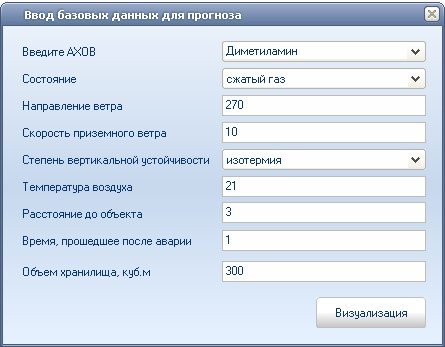 Ввод базовых данных для прогноза
Введите АХОВ Диметиламин
Состояние сжатый газ
Направление ветра 270
Скорость приземного ветра 10
Степень вертикальной устойчивости изотермия
Температура воздуха 21
Расстояние до объекта 3
Время, прошедшее после аварии 1
Объем хранилища, куб.м 300
Визуализация